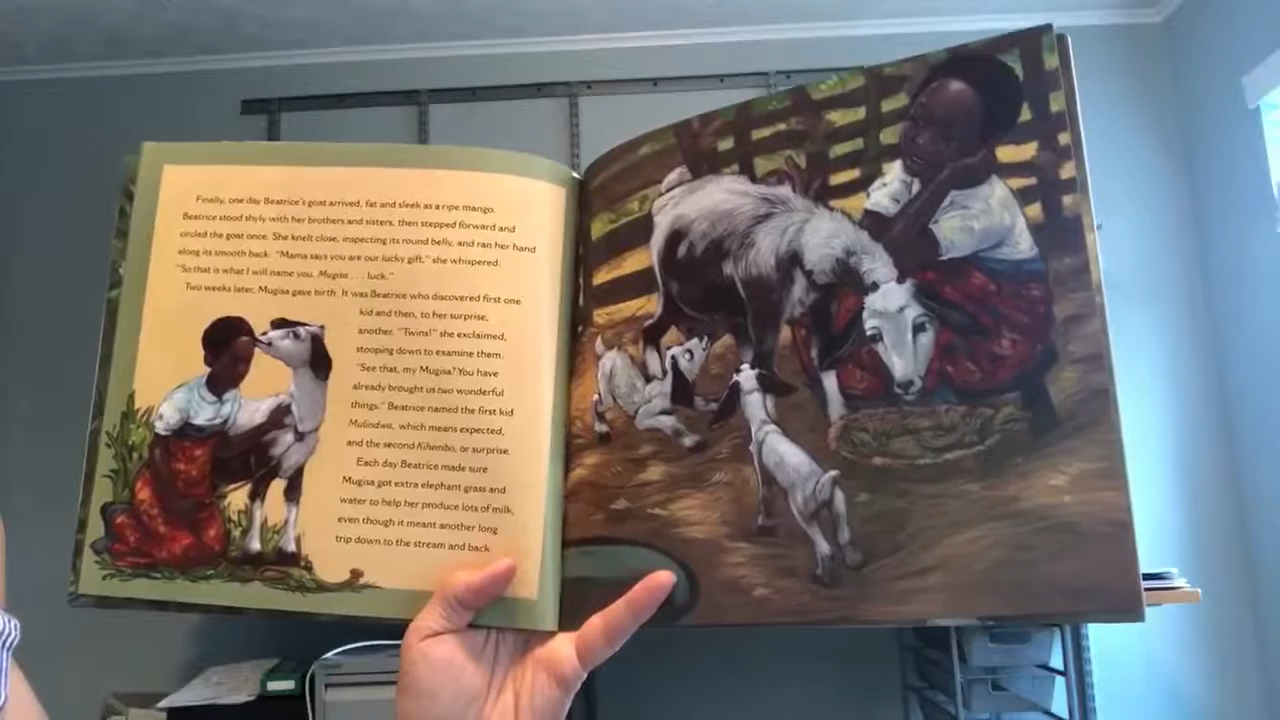 Finally, one day Beatrice's goat arrived, fat and sleek as a ripe mango.
Beatrice stood shyly with her brothers and sisters, then stepped forward and
circled the goat once. She knelt close, inspecting its round belly, and ran her hand
along its smooth back. "Mama says you are our lucky gift," she whispered.
"So that is what I will name you. Mugisa . . . luck."
Two weeks later, Mugisa gave birth. It was Beatrice who discovered first one
kid and then, to her surprise,
another. "Twins!" she exclaimed,
stooping down to examine them.
"See that, my Mugisa? You have
already brought us two wonderful
things." Beatrice named the first kid
Mulindwa, which means expected,
and the second Kihembo, or surprise.
Each day Beatrice made sure
Mugisa got extra elephant grass and
water to help her produce lots of milk,
even though it meant another long
trip down to the stream and back.